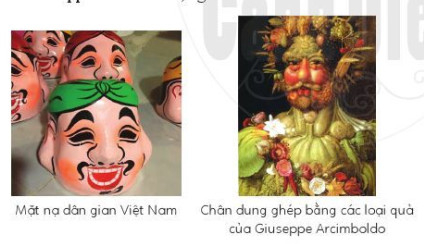 Mặt nạ dân gian Việt Nam
Chân dung ghép bằng các loại quả
của Giuseppe Arcimboldo